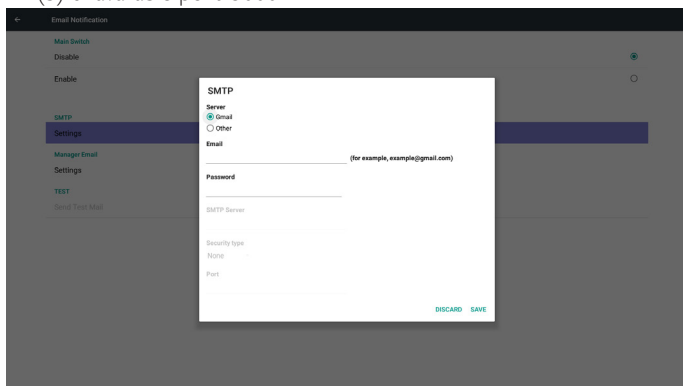 Email Notification
Main Switch
Disable
Enable
SMTP
Settings
Manager Email
Settings
TEST
Send Test Mail
SMTP
Server
Gmail
Other
Email
(for example, example@gmail.com)
Password
SMTP Server
Security type
None
Port
DISCARD SAVE